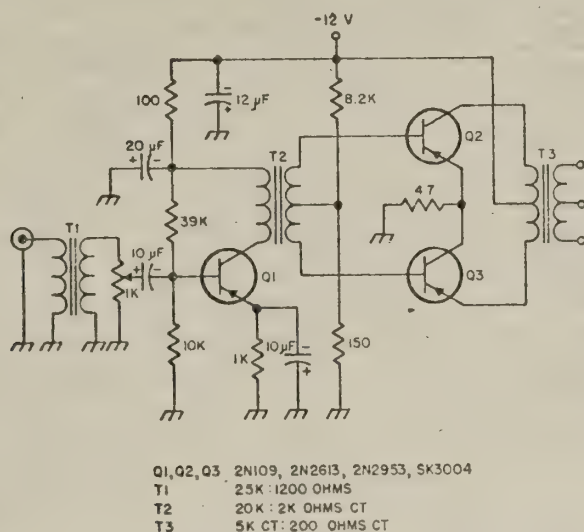 -12 V
100
12 µF
8.2K
20 µF
T2
Q2
T3
39K
47
T1
10 µF
Q1
Q3
1K
10K
1K
10µF
150
Q1,Q2,Q3 2N109, 2N2613, 2N2953, SK3004
T1 25K:1200 OHMS
T2 20K:2K OHMS CT
T3 5K CT:200 OHMS CT